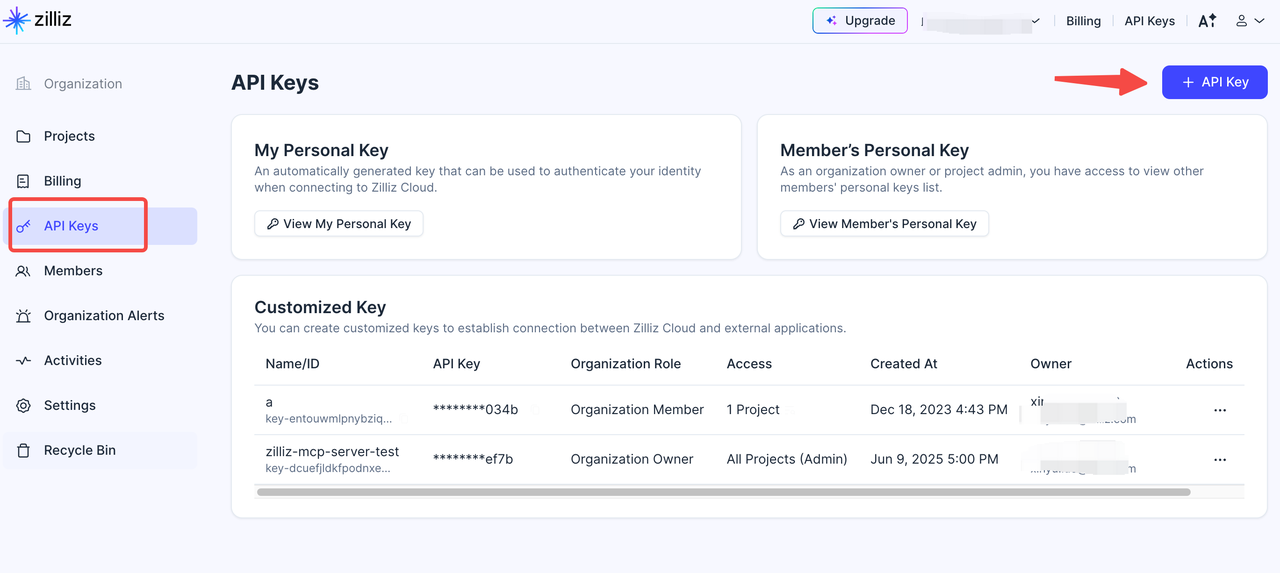 zilliz
Upgrade
Billing
API Keys
Organization
Projects
Billing
API Keys
Members
Organization Alerts
Activities
Settings
Recycle Bin
API Keys
+ API Key
My Personal Key
An automatically generated key that can be used to authenticate your identity
when connecting to Zilliz Cloud.
View My Personal Key
Member’s Personal Key
As an organization owner or project admin, you have access to view other
members' personal keys list.
View Member's Personal Key
Customized Key
You can create customized keys to establish connection between Zilliz Cloud and external applications.
Name/ID API Key Organization Role Access Created At Owner Actions
a
key-entouwmlpnybziq... ********034b Organization Member 1 Project Dec 18, 2023 4:43 PM ...
zilliz-mcp-server-test
key-dcuefjldkfpodnxe... ********ef7b Organization Owner All Projects (Admin) Jun 9, 2025 5:00 PM ...